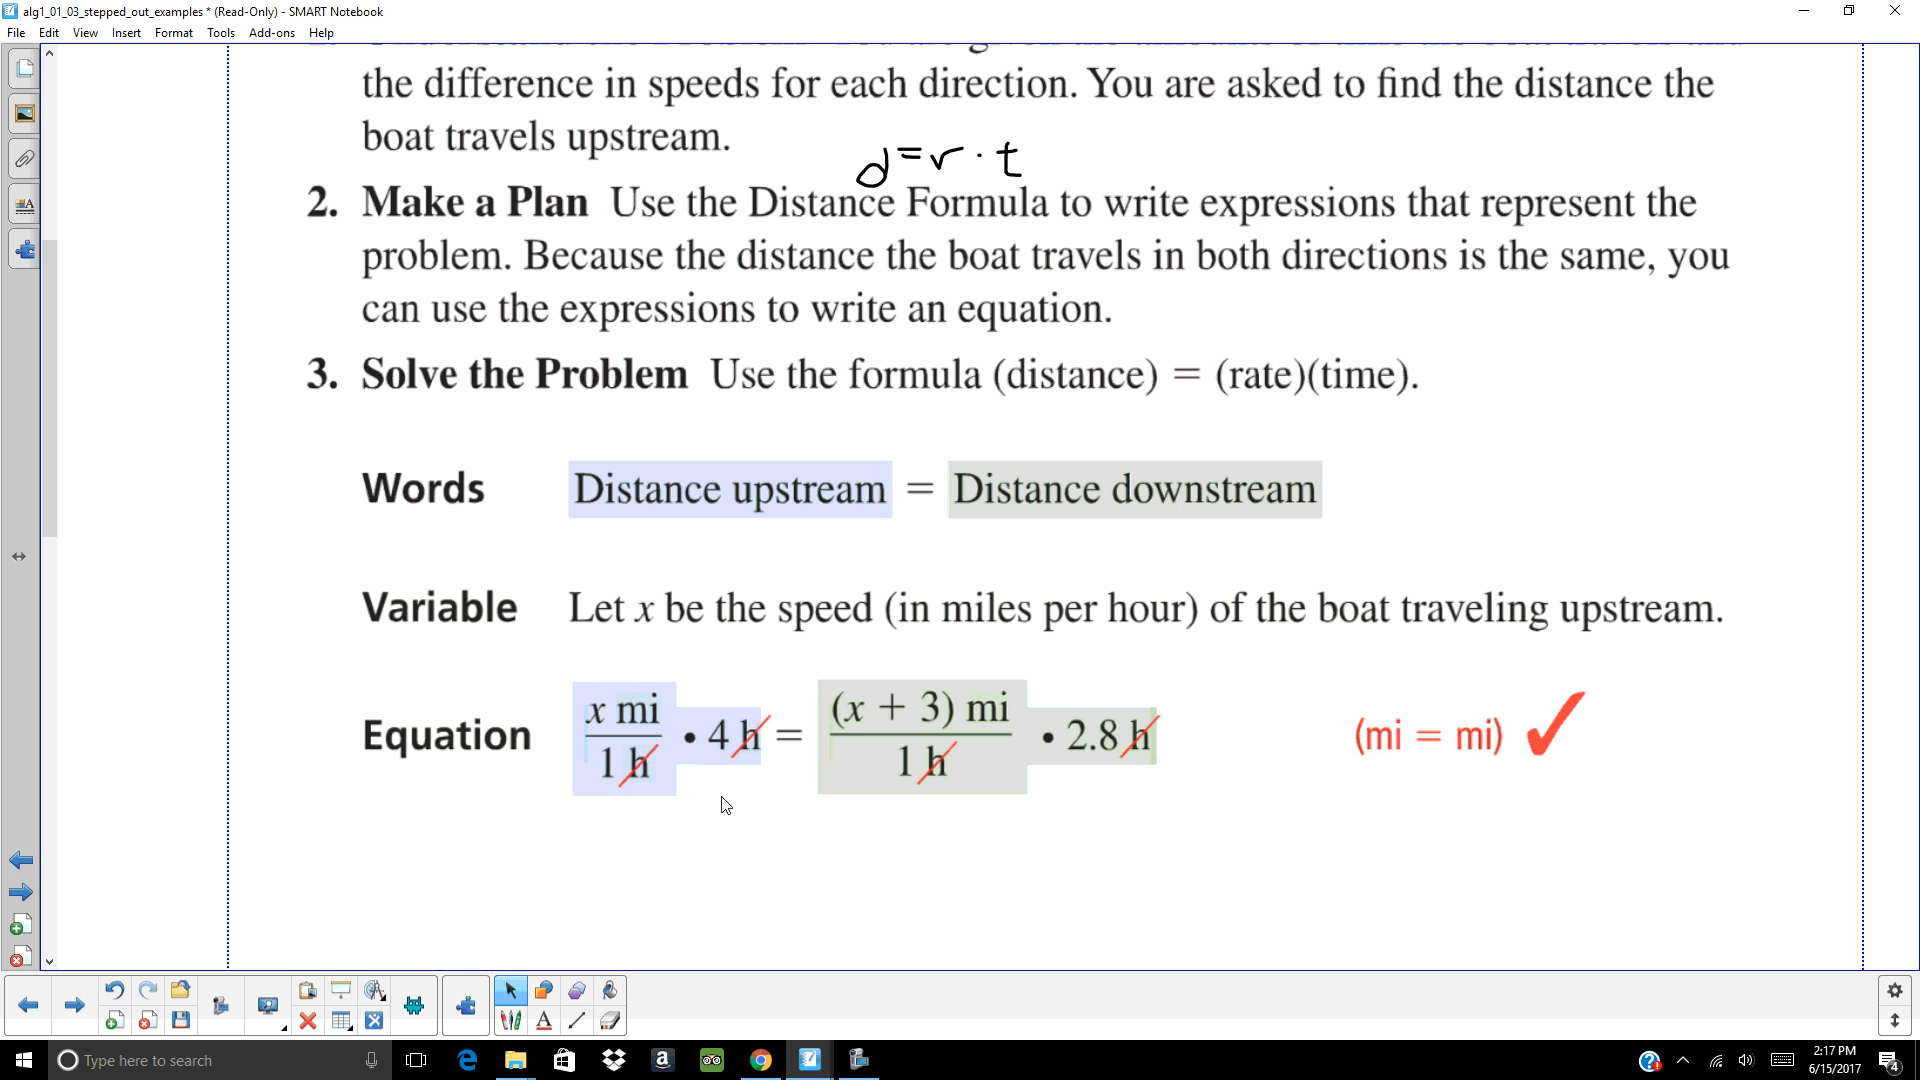 alg1_01_03_stepped_out_examples * (Read-Only) - SMART Notebook
File Edit View Insert Format Tools Add-ons Help
the difference in speeds for each direction. You are asked to find the distance the
boat travels upstream.
d = r · t
2. Make a Plan Use the Distance Formula to write expressions that represent the
problem. Because the distance the boat travels in both directions is the same, you
can use the expressions to write an equation.
3. Solve the Problem Use the formula (distance) = (rate)(time).
Words Distance upstream = Distance downstream
Variable Let x be the speed (in miles per hour) of the boat traveling upstream.
Equation x mi / 1 h • 4 h = (x + 3) mi / 1 h • 2.8 h (mi = mi) ✓
Type here to search
2:17 PM
6/15/2017
4